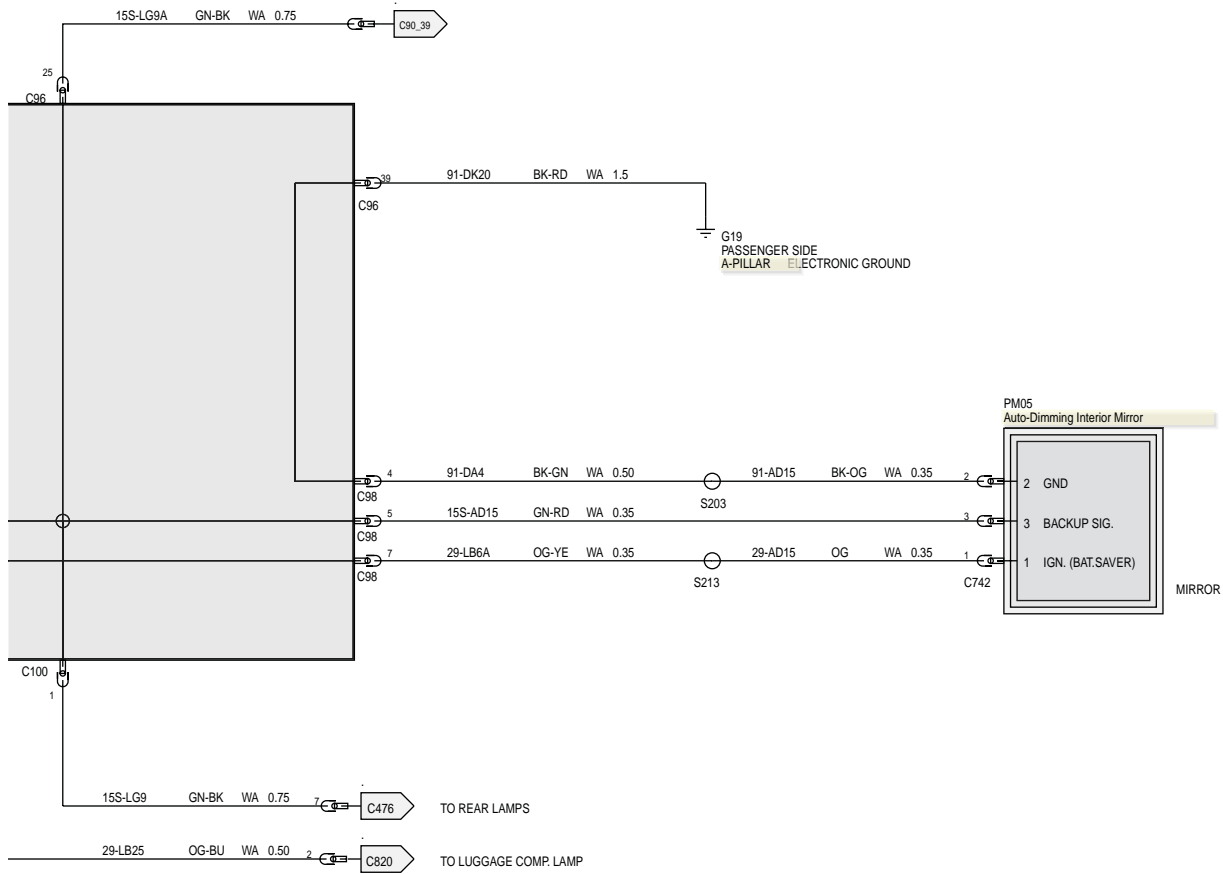 15S-LG9A GN-BK WA 0.75
C90_39
25
C96
39 91-DK20 BK-RD WA 1.5
C96
G19
PASSENGER SIDE
A-PILLAR ELECTRONIC GROUND
PM05
Auto-Dimming Interior Mirror
4 91-DA4 BK-GN WA 0.50 91-AD15 BK-OG WA 0.35 2
2 GND
C98
S203
5 15S-AD15 GN-RD WA 0.35 3
3 BACKUP SIG.
C98
7 29-LB6A OG-YE WA 0.35 29-AD15 OG WA 0.35 1
1 IGN. (BAT.SAVER)
C98
S213
C742
MIRROR
C100
1
15S-LG9 GN-BK WA 0.75 7
C476 TO REAR LAMPS
29-LB25 OG-BU WA 0.50 2
C820 TO LUGGAGE COMP. LAMP